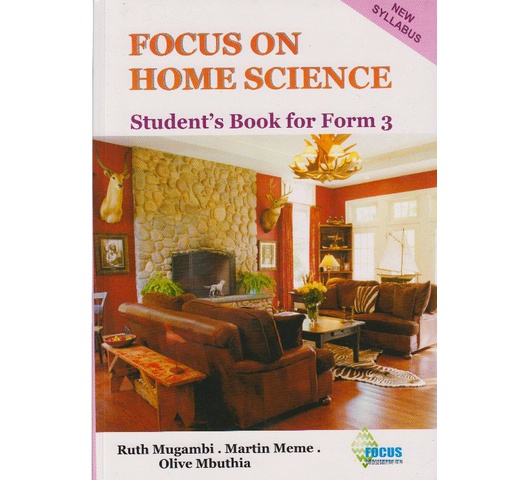 NEW
SYLLABUS
FOCUS ON
HOME SCIENCE
Student's Book for Form 3
Ruth Mugambi . Martin Meme .
Olive Mbuthia
FOCUS